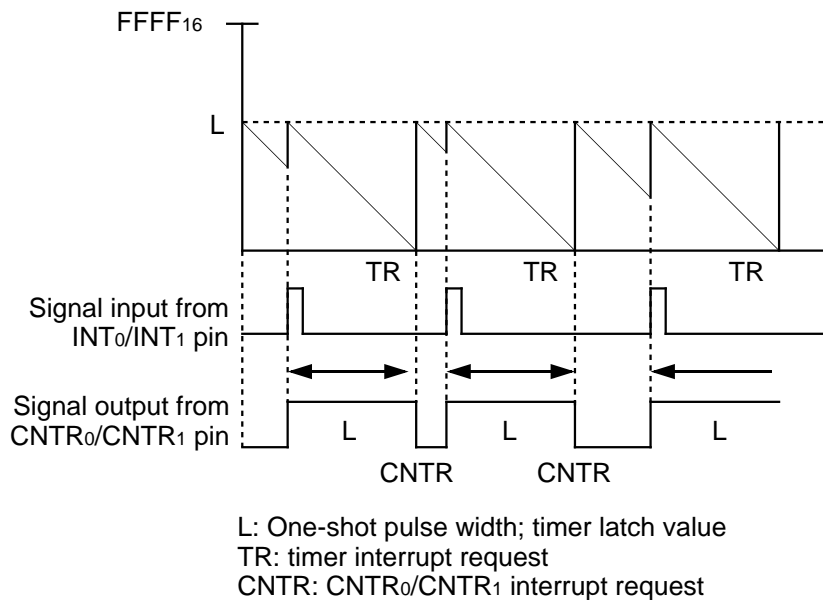 FFFF16
L
TR TR TR
Signal input from
INT0/INT1 pin
Signal output from
CNTR0/CNTR1 pin
L L L
CNTR CNTR
L: One-shot pulse width; timer latch value
TR: timer interrupt request
CNTR: CNTR0/CNTR1 interrupt request